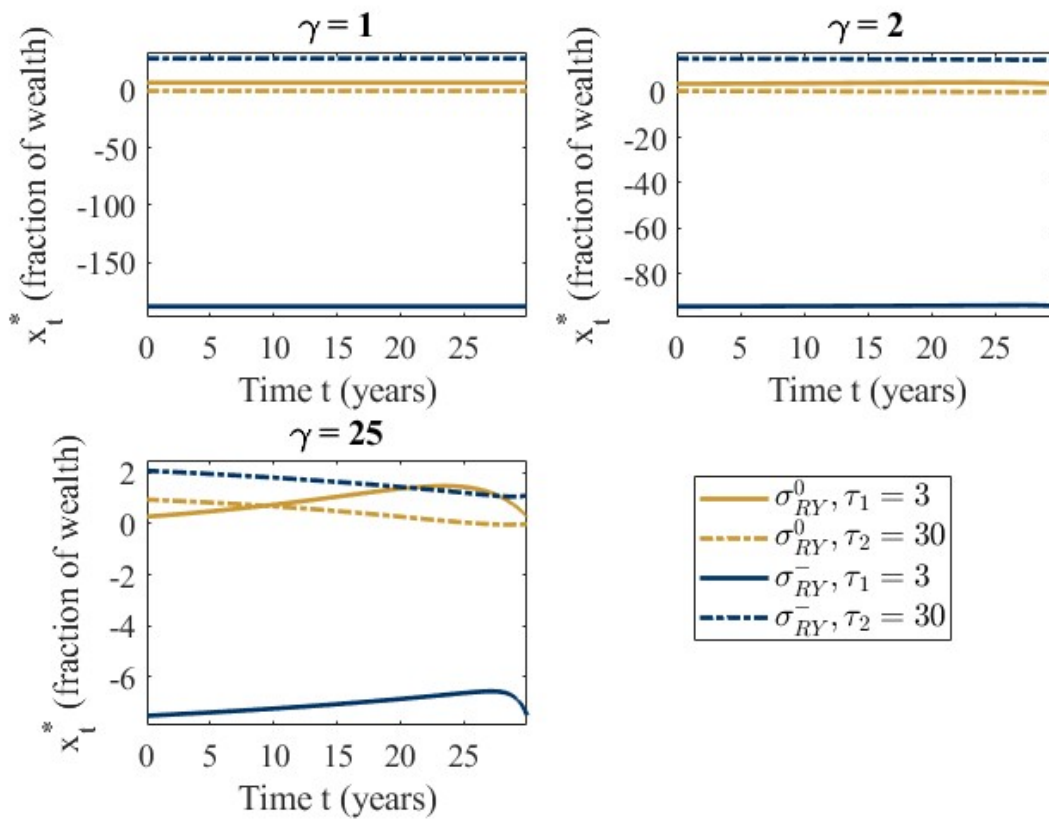 γ = 1
x*t (fraction of wealth)
0
-50
-100
-150
0 5 10 15 20 25
Time t (years)
γ = 2
x*t (fraction of wealth)
0
-20
-40
-60
-80
0 5 10 15 20 25
Time t (years)
γ = 25
x*t (fraction of wealth)
2
0
-2
-4
-6
0 5 10 15 20 25
Time t (years)
σ⁰RY, τ₁ = 3
σ⁰RY, τ₂ = 30
σ⁻RY, τ₁ = 3
σ⁻RY, τ₂ = 30